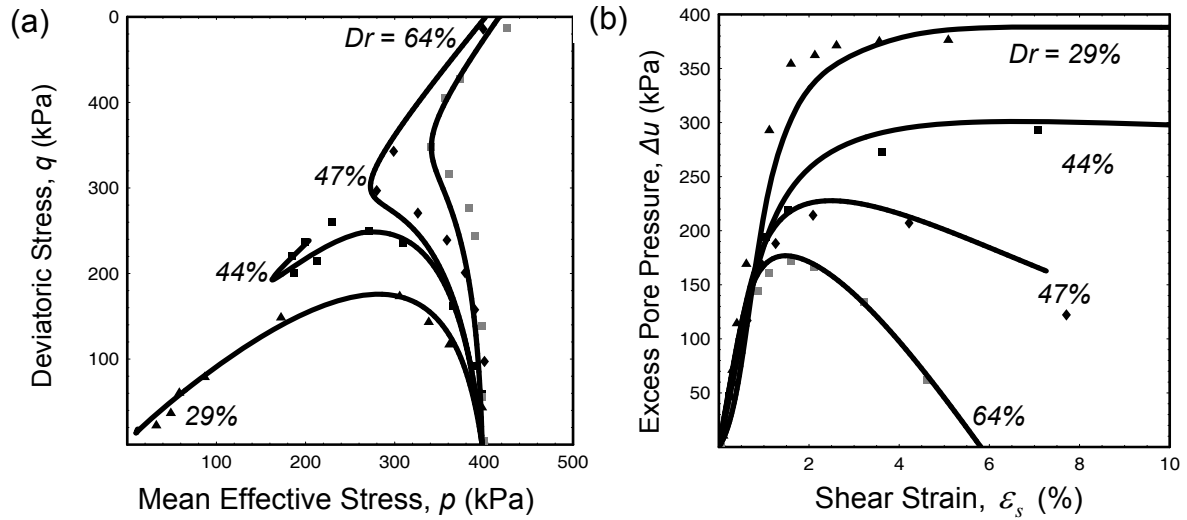 (a)
0
400
300
200
100
Deviatoric Stress, q (kPa)
Dr = 64%
47%
44%
29%
100 200 300 400 500
Mean Effective Stress, p (kPa)
(b)
400
350
300
250
200
150
100
50
Excess Pore Pressure, Δu (kPa)
Dr = 29%
44%
47%
64%
2 4 6 8 10
Shear Strain, εs (%)